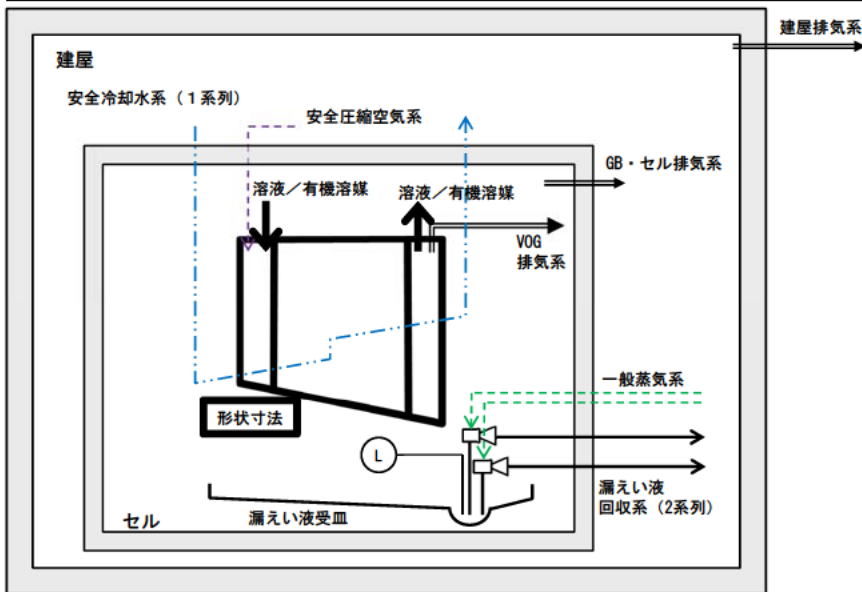 建屋排気系
建屋
安全冷却水系（１系列）
安全圧縮空気系
GB・セル排気系
溶液／有機溶媒
溶液／有機溶媒
VOG
排気系
一般蒸気系
形状寸法
L
漏えい液
回収系（2系列）
漏えい液受皿
セル